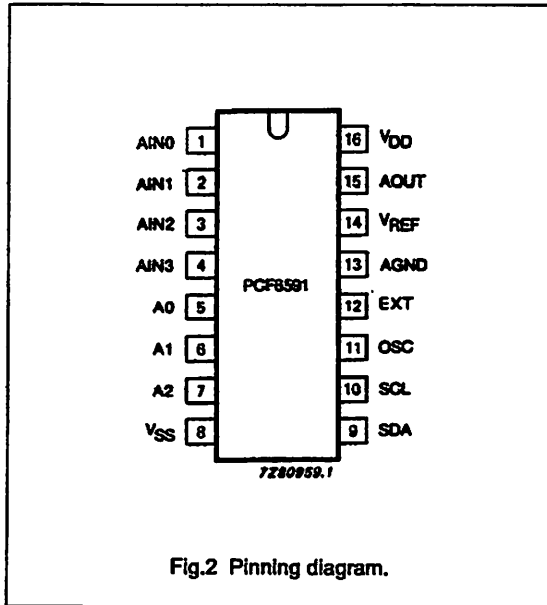 AIN0 1 16 VDD
AIN1 2 15 AOUT
AIN2 3 14 VREF
AIN3 4 13 AGND
PCF8591
A0 5 12 EXT
A1 6 11 OSC
A2 7 10 SCL
VSS 8 9 SDA
7Z80959.1
Fig.2 Pinning diagram.